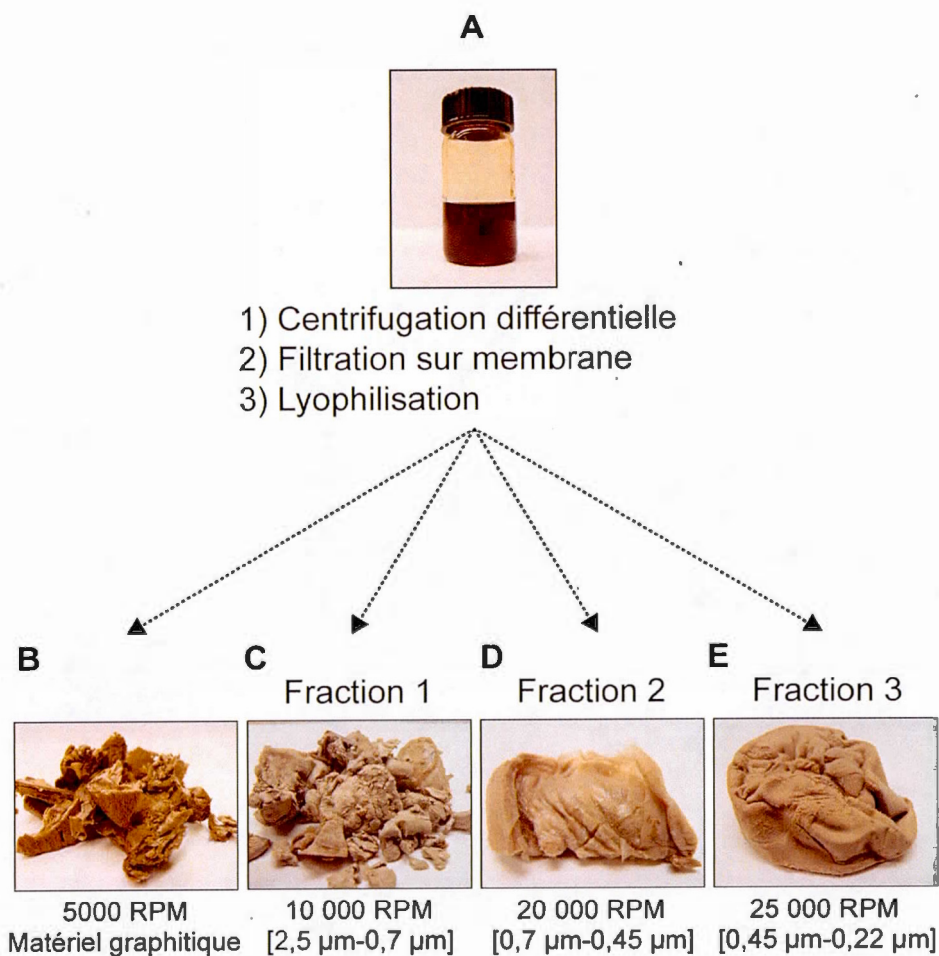 A
1) Centrifugation différentielle
2) Filtration sur membrane
3) Lyophilisation
B
C
D
E
Fraction 1
Fraction 2
Fraction 3
5000 RPM
Matériel graphitique
10 000 RPM
[2,5 µm-0,7 µm]
20 000 RPM
[0,7 µm-0,45 µm]
25 000 RPM
[0,45 µm-0,22 µm]